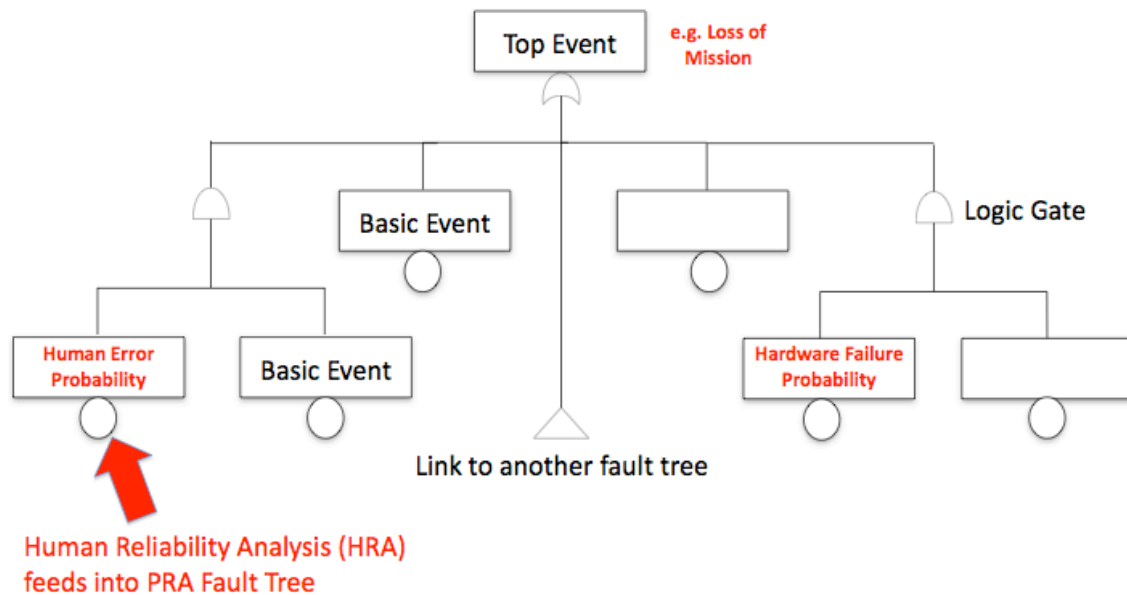 Top Event
e.g. Loss of
Mission
Basic Event
Logic Gate
Human Error
Probability
Basic Event
Hardware Failure
Probability
Link to another fault tree
Human Reliability Analysis (HRA)
feeds into PRA Fault Tree